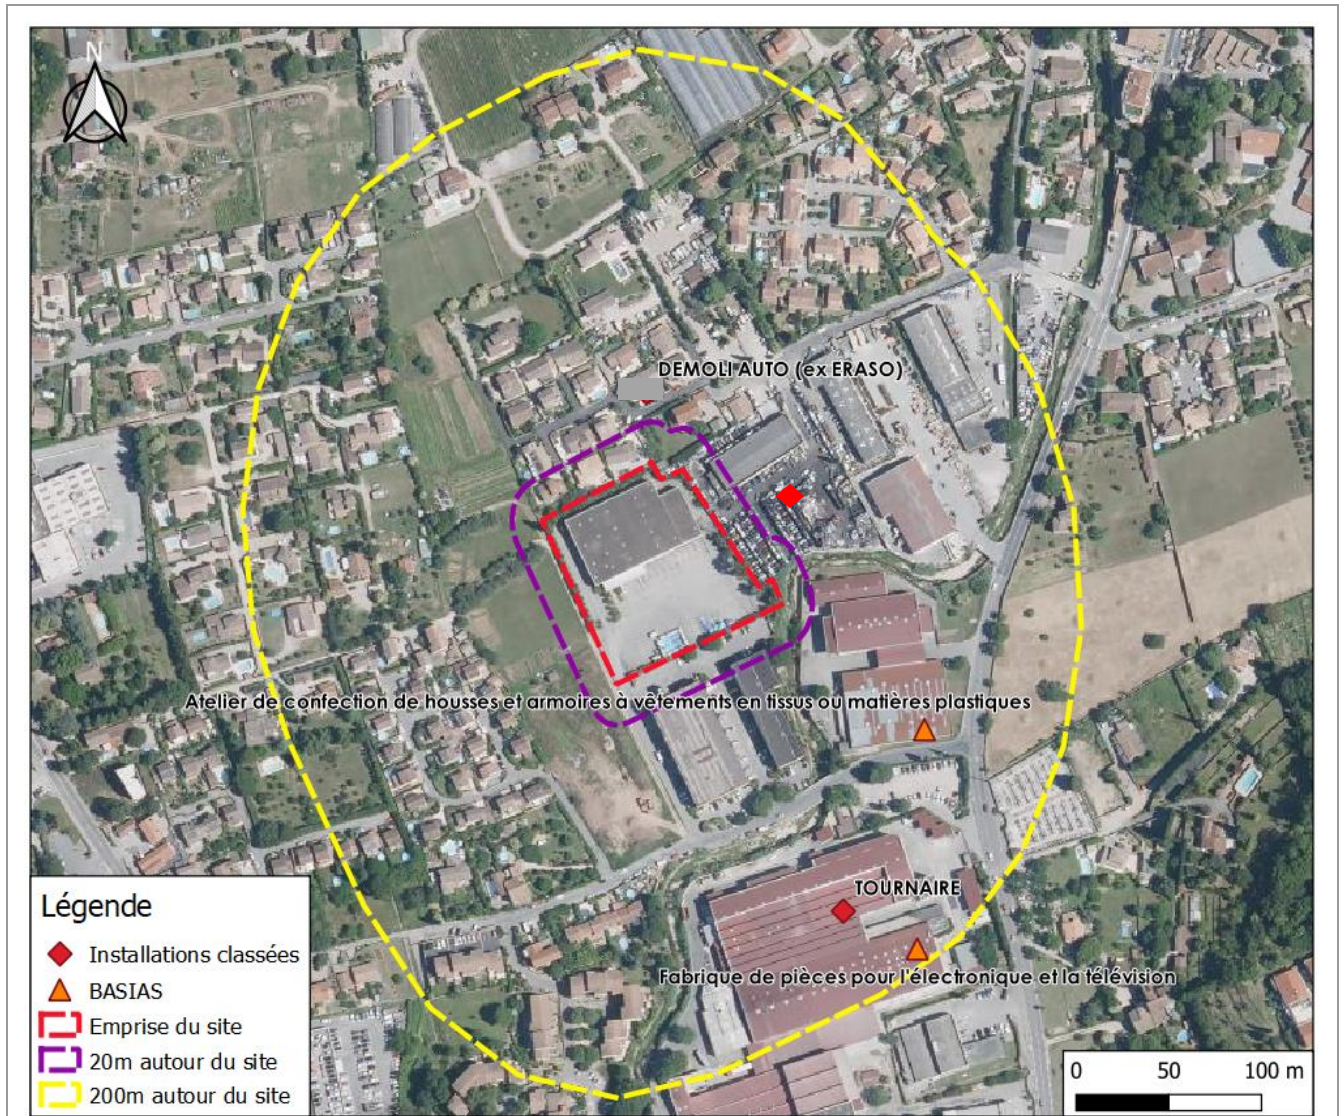 N
DEMOLI AUTO (ex ERASO)
Atelier de confection de housses et armoires à vêtements en tissus ou matières plastiques
TOURNAIRE
Fabrique de pièces pour l'électronique et la télévision
Légende
Installations classées
BASIAS
Emprise du site
20m autour du site
200m autour du site
0 50 100 m